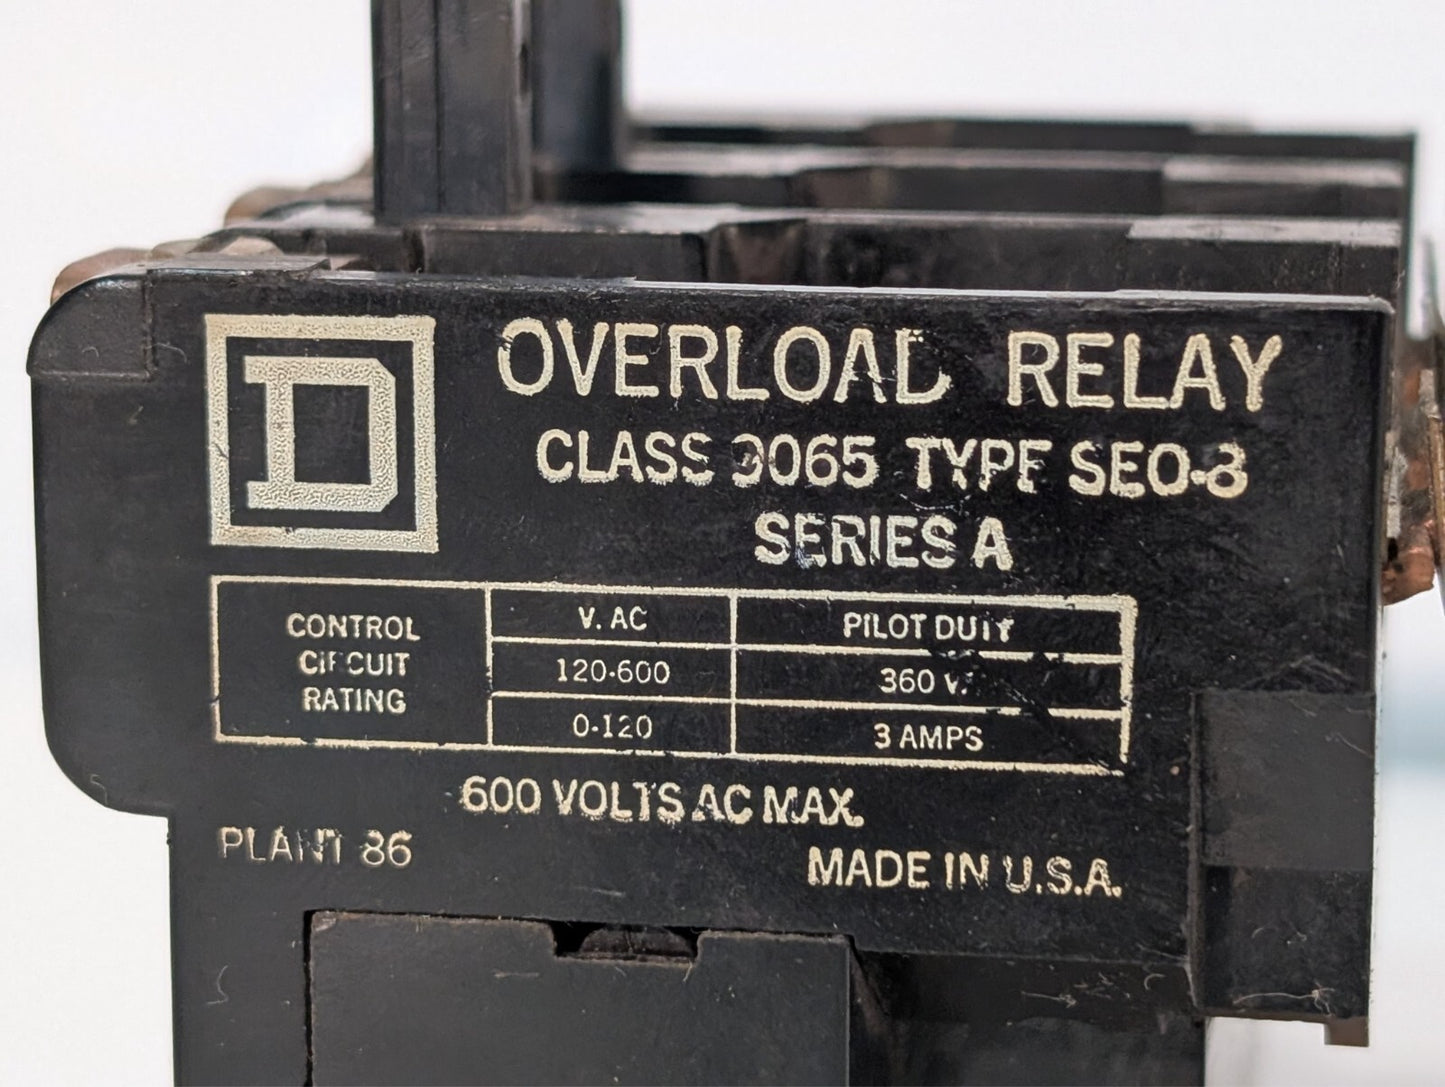 D
OVERLOAD RELAY
CLASS 9065 TYPE SEO-8
SERIES A
CONTROL
CIRCUIT
RATING
V. AC
PILOT DUTY
120-600
360 V.
0-120
3 AMPS
600 VOLTS AC MAX.
PLANT 86
MADE IN U.S.A.